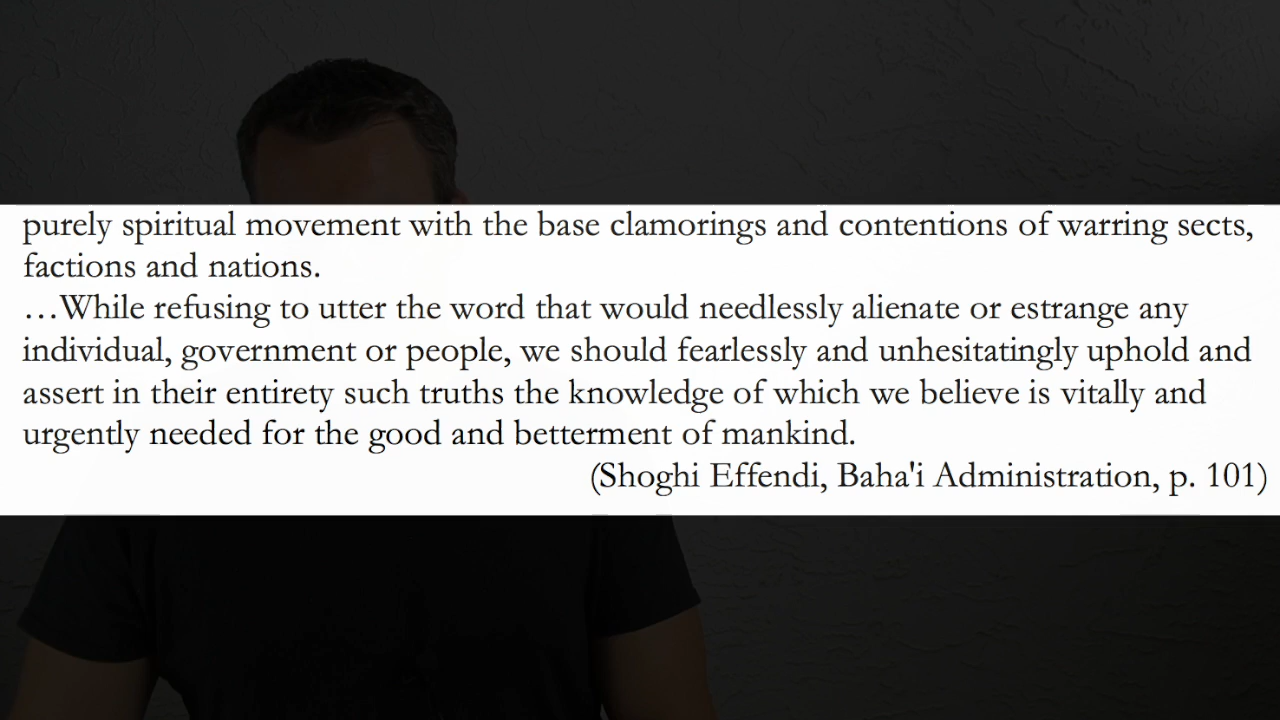 purely spiritual movement with the base clamorings and contentions of warring sects,
factions and nations.
…While refusing to utter the word that would needlessly alienate or estrange any
individual, government or people, we should fearlessly and unhesitatingly uphold and
assert in their entirety such truths the knowledge of which we believe is vitally and
urgently needed for the good and betterment of mankind.
(Shoghi Effendi, Baha'i Administration, p. 101)